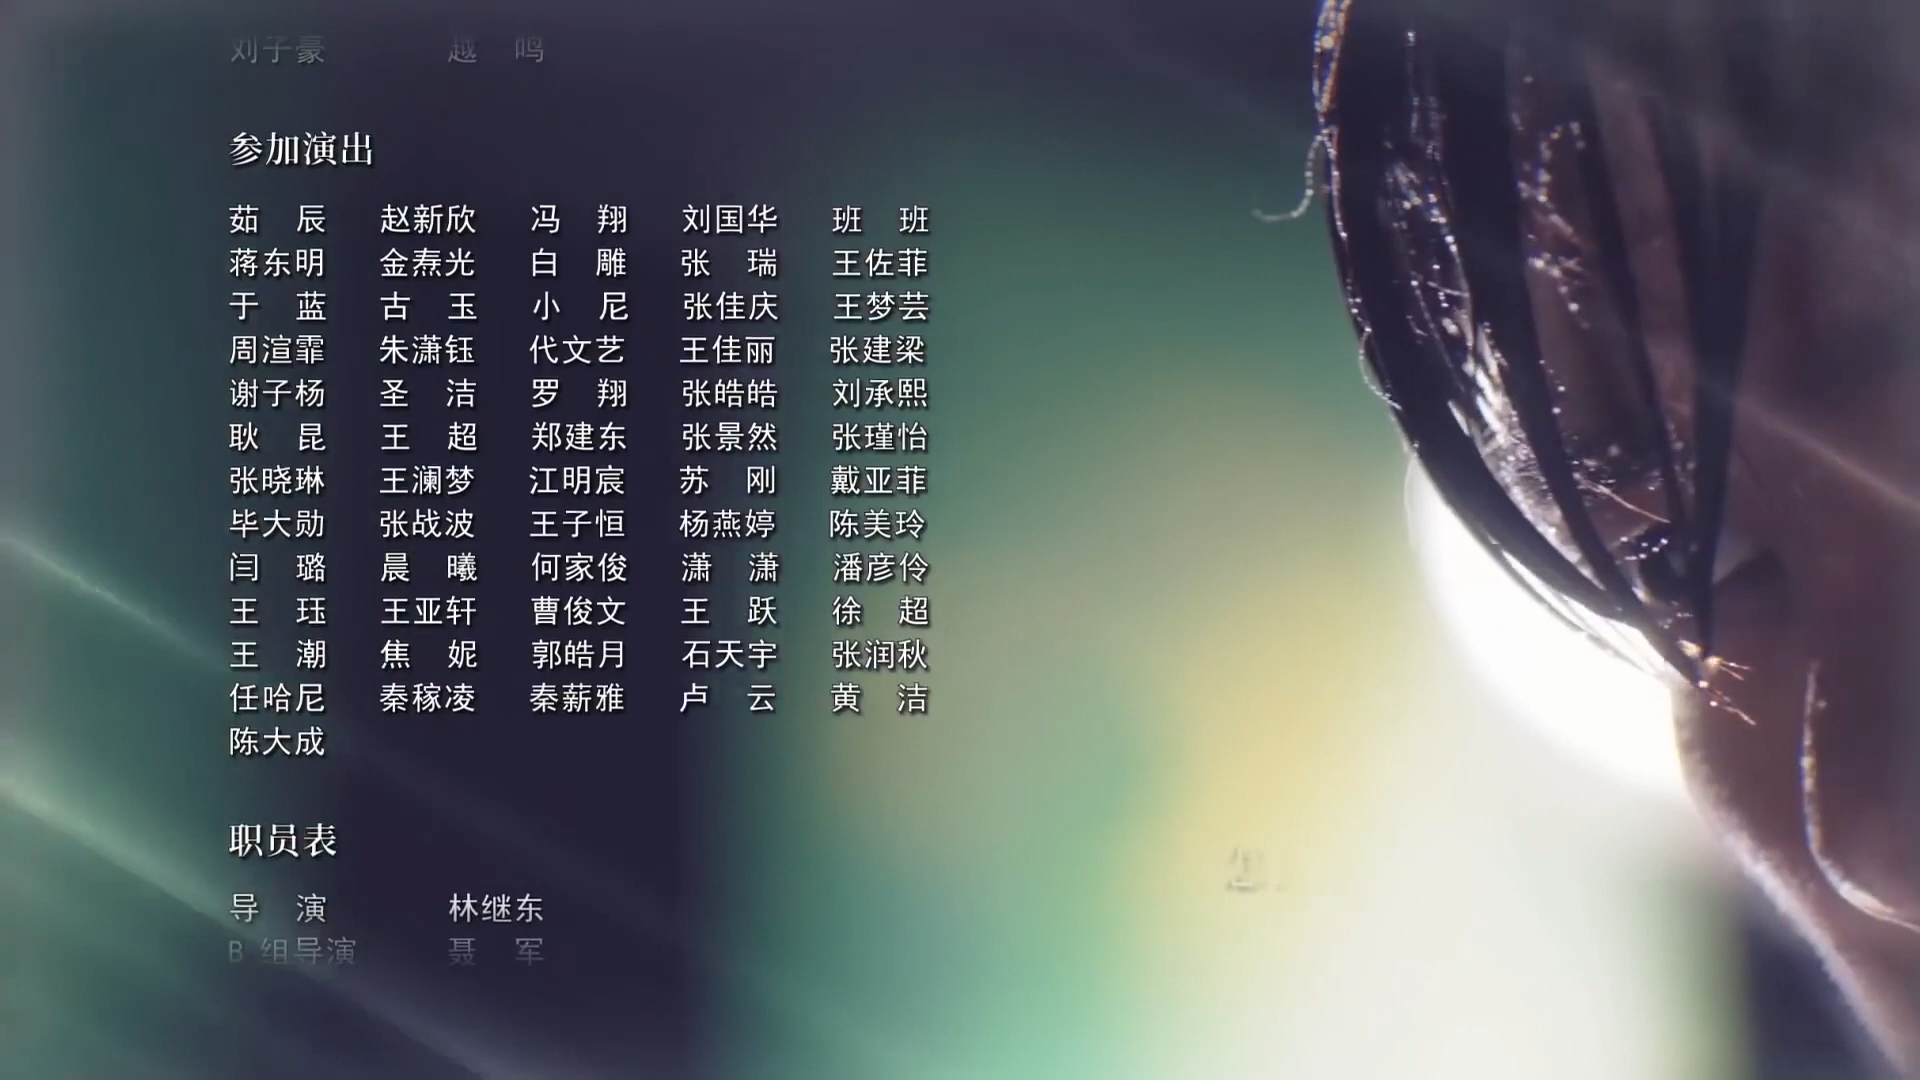 刘子豪 越 鸣
参加演出
茹 辰 赵新欣 冯 翔 刘国华 班 班
蒋东明 金焘光 白 雕 张 瑞 王佐菲
于 蓝 古 玉 小 尼 张佳庆 王梦芸
周渲霏 朱潇钰 代文艺 王佳丽 张建梁
谢子杨 圣 洁 罗 翔 张皓皓 刘承熙
耿 昆 王 超 郑建东 张景然 张瑾怡
张晓琳 王澜梦 江明宸 苏 刚 戴亚菲
毕大勋 张战波 王子恒 杨燕婷 陈美玲
闫 璐 晨 曦 何家俊 潇 潇 潘彦伶
王 珏 王亚轩 曹俊文 王 跃 徐 超
王 潮 焦 妮 郭皓月 石天宇 张润秋
任哈尼 秦稼凌 秦薪雅 卢 云 黄 洁
陈大成
职员表
导 演 林继东
B 组导演 聂 军